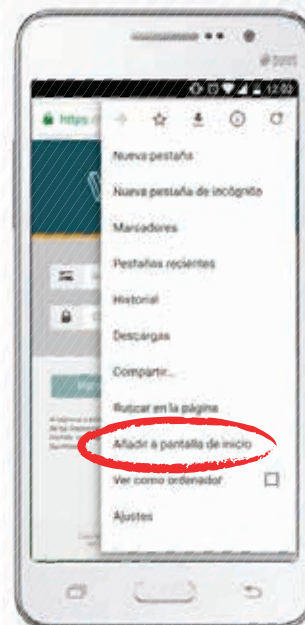 12:02
https
Nueva pestaña
Nueva pestaña de incógnito
Marcadores
Pestañas recientes
Historial
Descargas
Compartir...
Buscar en la página
Añadir a pantalla de inicio
Ver como ordenador
Ajustes